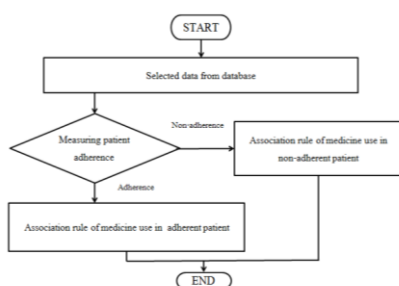 START
Selected data from database
Measuring patient
adherence
Non-adherence
Association rule of medicine use in
non-adherent patient
Adherence
Association rule of medicine use in adherent patient
END